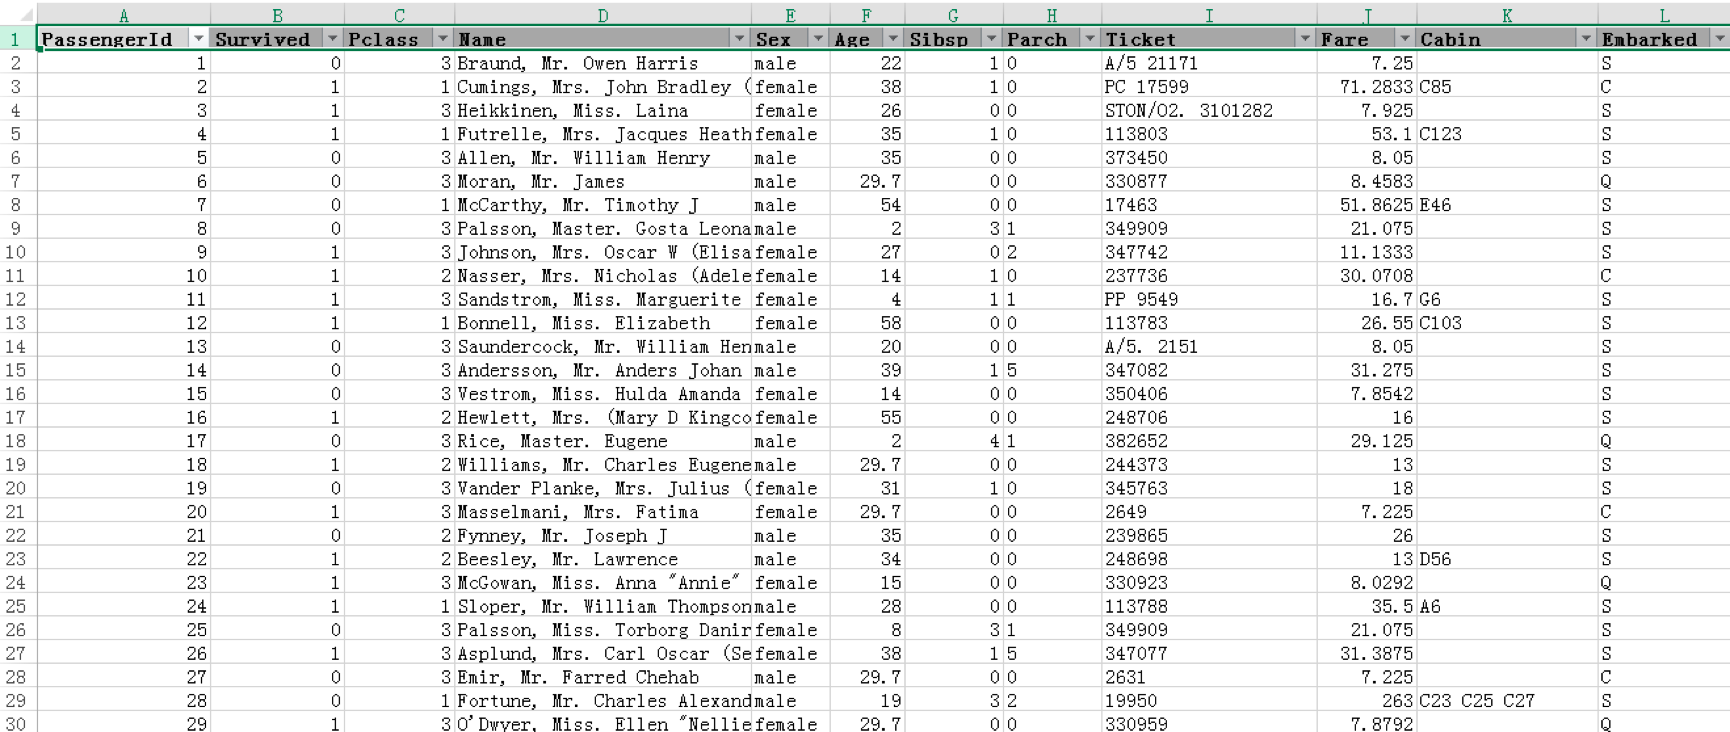 A B C D E F G H I J K L
1 PassengerId Survived Pclass Name Sex Age Sibsp Parch Ticket Fare Cabin Embarked
2 1 0 3 Braund, Mr. Owen Harris male 22 1 0 A/5 21171 7.25 S
3 2 1 1 Cumings, Mrs. John Bradley ( female 38 1 0 PC 17599 71.2833 C85 C
4 3 1 3 Heikkinen, Miss. Laina female 26 0 0 STON/O2. 3101282 7.925 S
5 4 1 1 Futrelle, Mrs. Jacques Heath female 35 1 0 113803 53.1 C123 S
6 5 0 3 Allen, Mr. William Henry male 35 0 0 373450 8.05 S
7 6 0 3 Moran, Mr. James male 29.7 0 0 330877 8.4583 Q
8 7 0 1 McCarthy, Mr. Timothy J male 54 0 0 17463 51.8625 E46 S
9 8 0 3 Palsson, Master. Gosta Leona male 2 3 1 349909 21.075 S
10 9 1 3 Johnson, Mrs. Oscar W (Elisa female 27 0 2 347742 11.1333 S
11 10 1 2 Nasser, Mrs. Nicholas (Adele female 14 1 0 237736 30.0708 C
12 11 1 3 Sandstrom, Miss. Marguerite female 4 1 1 PP 9549 16.7 G6 S
13 12 1 1 Bonnell, Miss. Elizabeth female 58 0 0 113783 26.55 C103 S
14 13 0 3 Saundercock, Mr. William Hen male 20 0 0 A/5. 2151 8.05 S
15 14 0 3 Andersson, Mr. Anders Johan male 39 1 5 347082 31.275 S
16 15 0 3 Vestrom, Miss. Hulda Amanda female 14 0 0 350406 7.8542 S
17 16 1 2 Hewlett, Mrs. (Mary D Kingco female 55 0 0 248706 16 S
18 17 0 3 Rice, Master. Eugene male 2 4 1 382652 29.125 Q
19 18 1 2 Williams, Mr. Charles Eugene male 29.7 0 0 244373 13 S
20 19 0 3 Vander Planke, Mrs. Julius ( female 31 1 0 345763 18 S
21 20 1 3 Masselmani, Mrs. Fatima female 29.7 0 0 2649 7.225 C
22 21 0 2 Fynney, Mr. Joseph J male 35 0 0 239865 26 S
23 22 1 2 Beesley, Mr. Lawrence male 34 0 0 248698 13 D56 S
24 23 1 3 McGowan, Miss. Anna "Annie" female 15 0 0 330923 8.0292 Q
25 24 1 1 Sloper, Mr. William Thompson male 28 0 0 113788 35.5 A6 S
26 25 0 3 Palsson, Miss. Torborg Danir female 8 3 1 349909 21.075 S
27 26 1 3 Asplund, Mrs. Carl Oscar (Se female 38 1 5 347077 31.3875 S
28 27 0 3 Emir, Mr. Farred Chehab male 29.7 0 0 2631 7.225 C
29 28 0 1 Fortune, Mr. Charles Alexand male 19 3 2 19950 263 C23 C25 C27 S
30 29 1 3 O'Dwyer, Miss. Ellen "Nellie female 29.7 0 0 330959 7.8792 Q